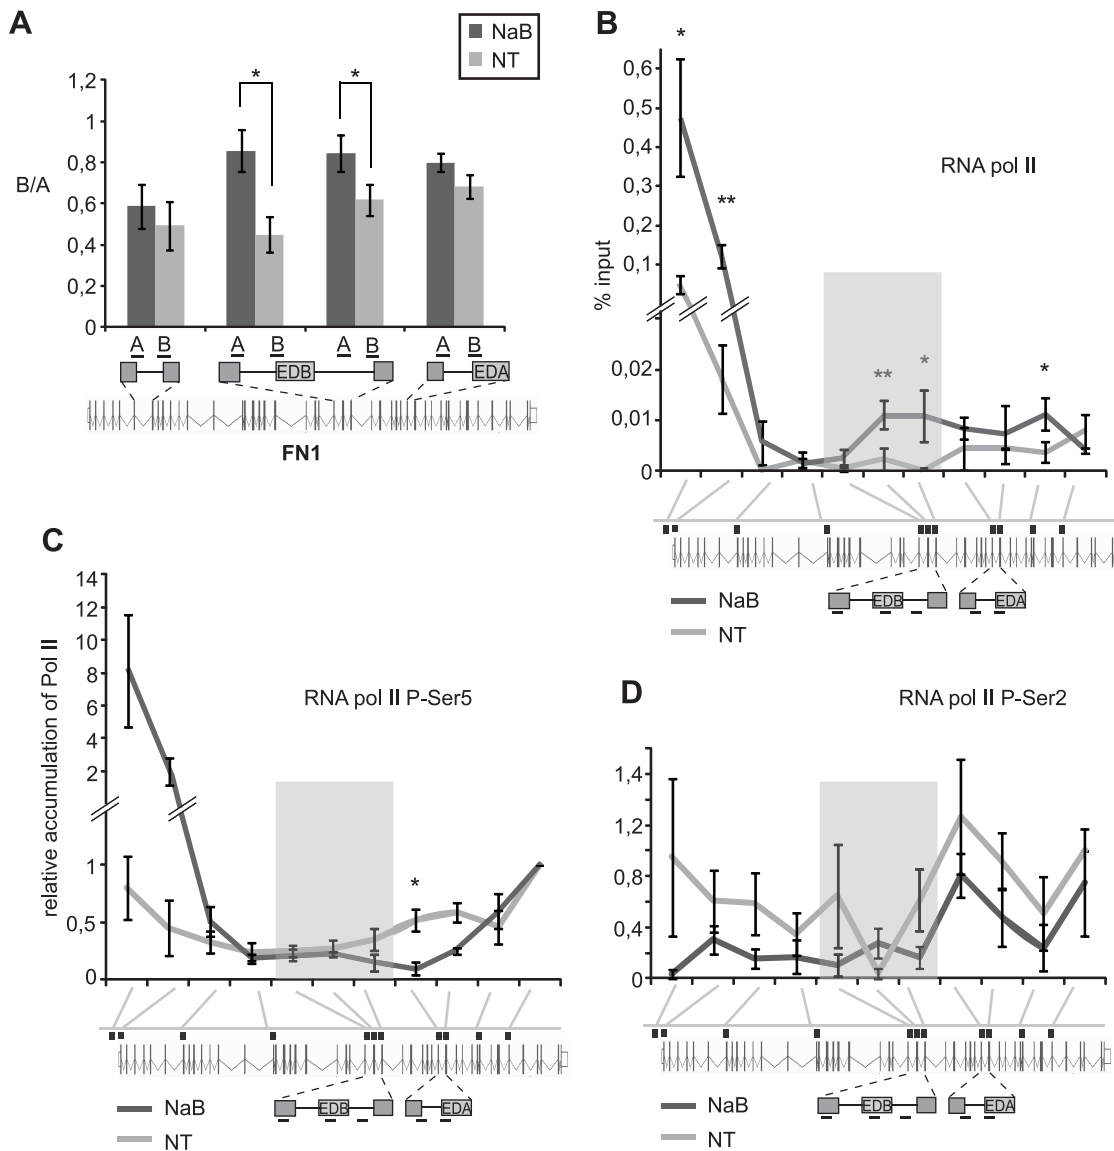 A
NaB
NT
B/A
1,2
1
0,8
0,6
0,4
0,2
0
* *
A B A B A B A B
EDB EDA
FN1
B
RNA pol II
% input
0,6
0,5
0,4
0,3
0,2
0,1
0,02
0,01
0
* ** ** * *
EDB EDA
NaB
NT
C
RNA pol II P-Ser5
relative accumulation of Pol II
14
12
10
8
6
4
2
1
0,5
0
*
EDB EDA
NaB
NT
D
RNA pol II P-Ser2
1,4
1,2
0,8
0,4
0
EDB EDA
NaB
NT